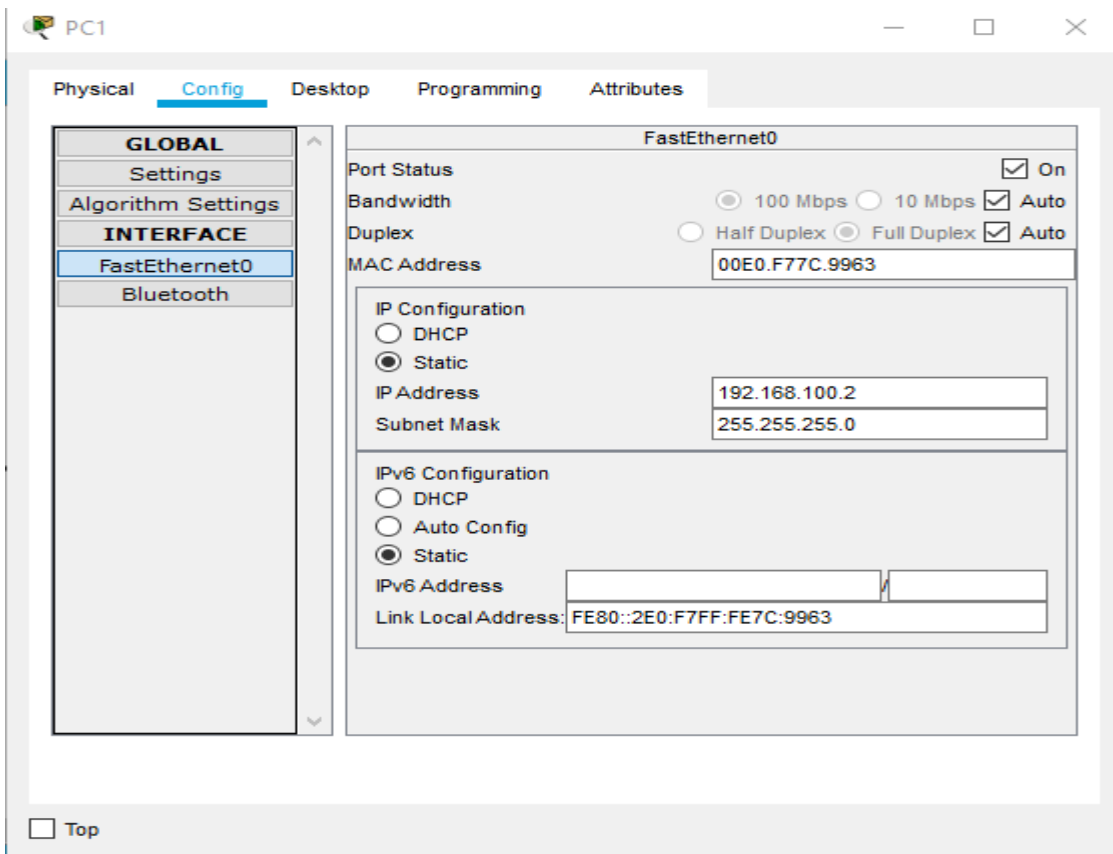 PC1
Physical Config Desktop Programming Attributes
GLOBAL
Settings
Algorithm Settings
INTERFACE
FastEthernet0
Bluetooth
FastEthernet0
Port Status On
Bandwidth 100 Mbps 10 Mbps Auto
Duplex Half Duplex Full Duplex Auto
MAC Address 00E0.F77C.9963
IP Configuration
DHCP
Static
IP Address 192.168.100.2
Subnet Mask 255.255.255.0
IPv6 Configuration
DHCP
Auto Config
Static
IPv6 Address /
Link Local Address: FE80::2E0:F7FF:FE7C:9963
Top